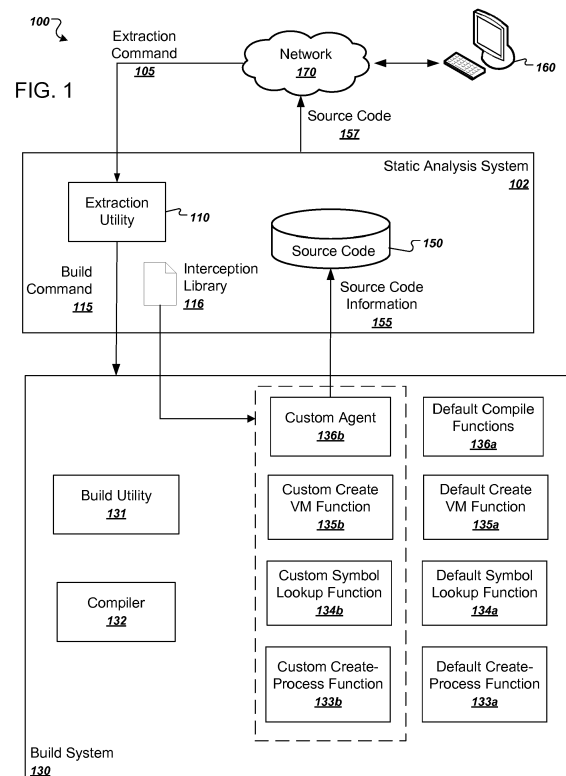 100
Extraction
Command
105
Network
170
160
FIG. 1
Source Code
157
Static Analysis System
102
Extraction
Utility
110
Source Code
150
Build
Command
115
Interception
Library
116
Source Code
Information
155
Custom Agent
136b
Default Compile
Functions
136a
Build Utility
131
Custom Create
VM Function
135b
Default Create
VM Function
135a
Compiler
132
Custom Symbol
Lookup Function
134b
Default Symbol
Lookup Function
134a
Custom Create-
Process Function
133b
Default Create-
Process Function
133a
Build System
130